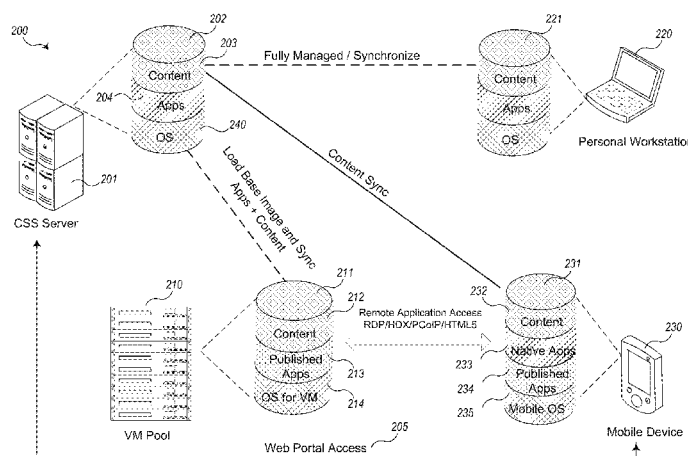 200
202
203
221
220
Fully Managed / Synchronize
Content
Content
204
Apps
Apps
OS
240
OS
Personal Workstation
201
CSS Server
Load Base Image and Sync
Apps + Content
Content Sync
210
211
212
231
232
230
Remote Application Access
RDP/HDX/PCoIP/HTML5
Content
Content
233
Native Apps
Published
Apps
213
234
Published
Apps
OS for VM
214
235
Mobile OS
VM Pool
Mobile Device
Web Portal Access
205